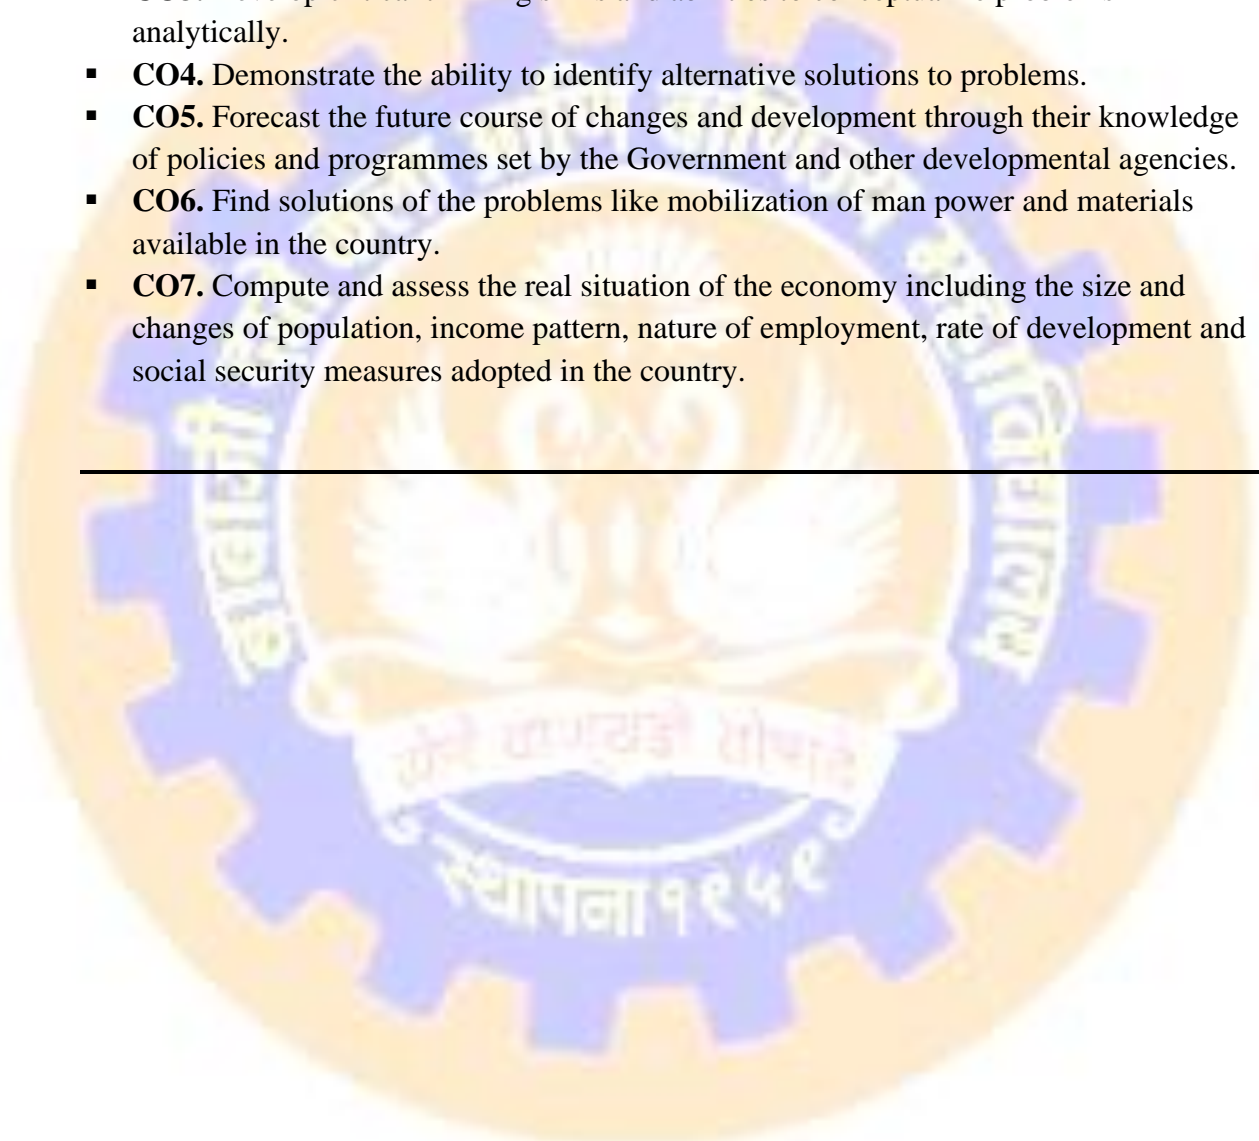 analytically.
▪ CO4. Demonstrate the ability to identify alternative solutions to problems.
▪ CO5. Forecast the future course of changes and development through their knowledge
of policies and programmes set by the Government and other developmental agencies.
▪ CO6. Find solutions of the problems like mobilization of man power and materials
available in the country.
▪ CO7. Compute and assess the real situation of the economy including the size and
changes of population, income pattern, nature of employment, rate of development and
social security measures adopted in the country.
स्थापना १९५९